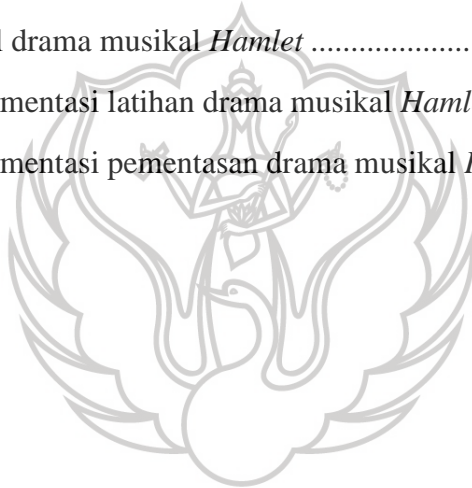 drama musikal Hamlet .....................
mentasi latihan drama musikal Haml
mentasi pementasan drama musikal